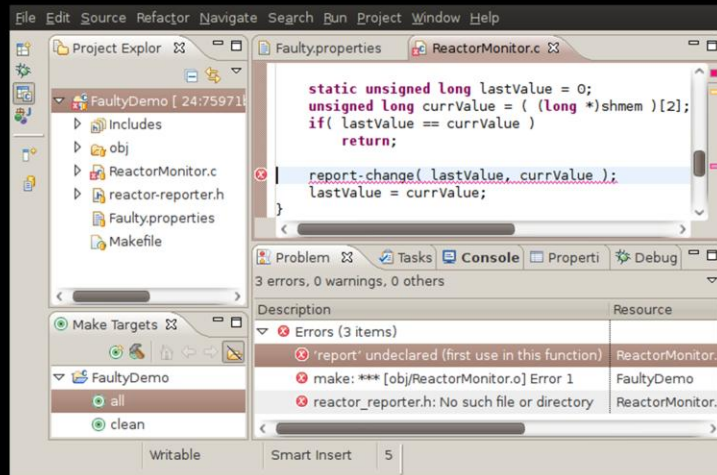 File Edit Source Refactor Navigate Search Run Project Window Help
Project Explor
FaultyDemo [ 24:75971b
Includes
obj
ReactorMonitor.c
reactor-reporter.h
Faulty.properties
Makefile
Make Targets
FaultyDemo
all
clean
Faulty.properties ReactorMonitor.c
static unsigned long lastValue = 0;
unsigned long currValue = ( (long *)shmem )[2];
if( lastValue == currValue )
return;
report-change( lastValue, currValue );
lastValue = currValue;
}
Problem Tasks Console Properti Debug
3 errors, 0 warnings, 0 others
Description Resource
Errors (3 items)
'report' undeclared (first use in this function) ReactorMonitor.
make: *** [obj/ReactorMonitor.o] Error 1 FaultyDemo
reactor_reporter.h: No such file or directory ReactorMonitor.
Writable Smart Insert 5